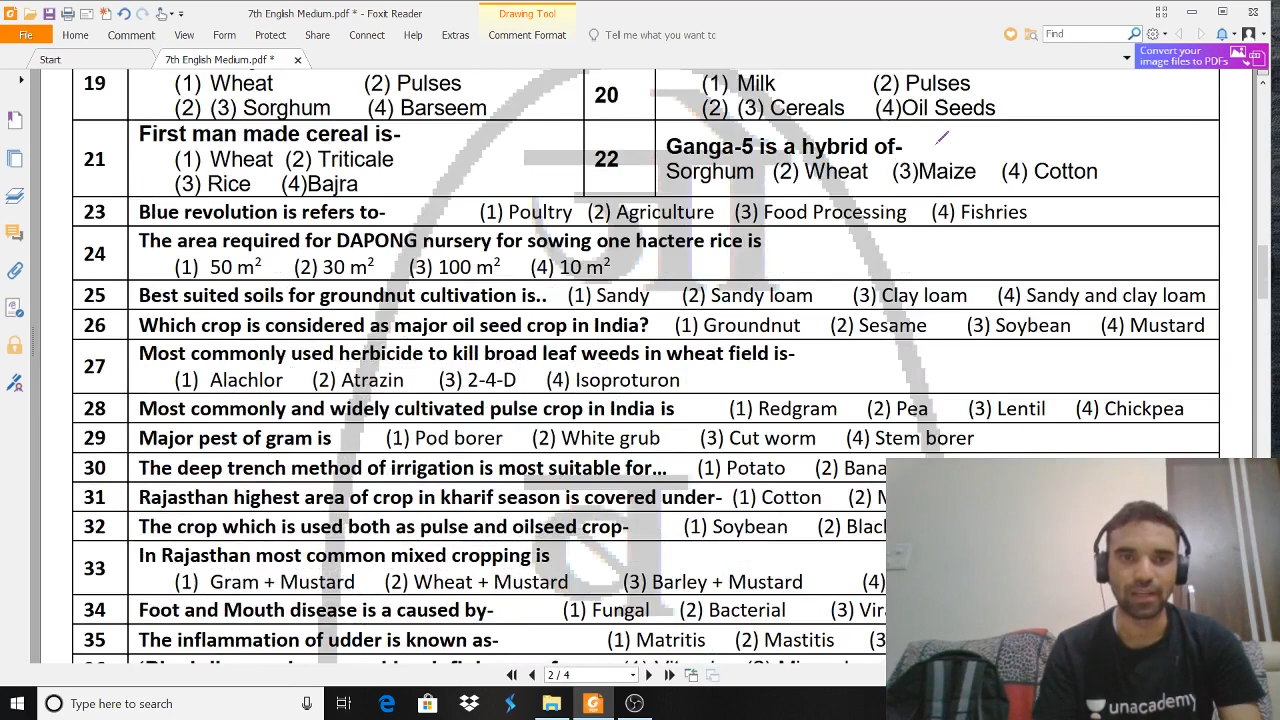 7th English Medium.pdf * - Foxit Reader
Drawing Tool
File Home Comment View Form Protect Share Connect Help Extras Comment Format Tell me what you want to Find
Start 7th English Medium.pdf * Convert your
image files to PDFs
19 (1) Wheat (2) Pulses
(2) (3) Sorghum (4) Barseem
20 (1) Milk (2) Pulses
(2) (3) Cereals (4)Oil Seeds
21 First man made cereal is-
(1) Wheat (2) Triticale
(3) Rice (4)Bajra
22 Ganga-5 is a hybrid of-
Sorghum (2) Wheat (3)Maize (4) Cotton
23 Blue revolution is refers to- (1) Poultry (2) Agriculture (3) Food Processing (4) Fishries
24 The area required for DAPONG nursery for sowing one hactere rice is
(1) 50 m² (2) 30 m² (3) 100 m² (4) 10 m²
25 Best suited soils for groundnut cultivation is.. (1) Sandy (2) Sandy loam (3) Clay loam (4) Sandy and clay loam
26 Which crop is considered as major oil seed crop in India? (1) Groundnut (2) Sesame (3) Soybean (4) Mustard
27 Most commonly used herbicide to kill broad leaf weeds in wheat field is-
(1) Alachlor (2) Atrazin (3) 2-4-D (4) Isoproturon
28 Most commonly and widely cultivated pulse crop in India is (1) Redgram (2) Pea (3) Lentil (4) Chickpea
29 Major pest of gram is (1) Pod borer (2) White grub (3) Cut worm (4) Stem borer
30 The deep trench method of irrigation is most suitable for... (1) Potato (2) Bana
31 Rajasthan highest area of crop in kharif season is covered under- (1) Cotton (2) M
32 The crop which is used both as pulse and oilseed crop- (1) Soybean (2) Blac
33 In Rajasthan most common mixed cropping is
(1) Gram + Mustard (2) Wheat + Mustard (3) Barley + Mustard (4)
34 Foot and Mouth disease is a caused by- (1) Fungal (2) Bacterial (3) Vira
35 The inflammation of udder is known as- (1) Matritis (2) Mastitis (3
unacademy
2 / 4
Type here to search